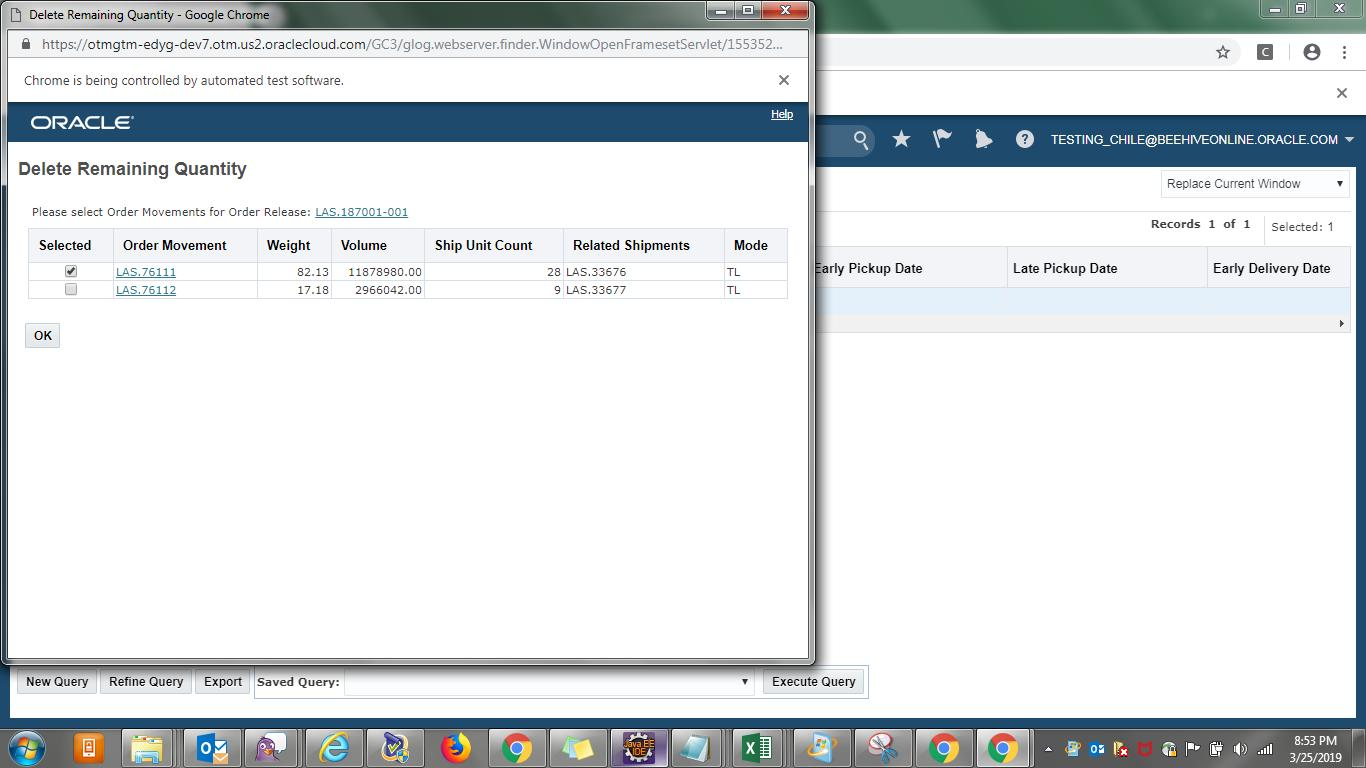 Delete Remaining Quantity - Google Chrome
https://otmgtm-edyg-dev7.otm.us2.oraclecloud.com/GC3/glog.webserver.finder.WindowOpenFramesetServlet/155352...
Chrome is being controlled by automated test software.
ORACLE
Help
Delete Remaining Quantity
Please select Order Movements for Order Release: LAS.187001-001
Selected Order Movement Weight Volume Ship Unit Count Related Shipments Mode
LAS.76111 82.13 11878980.00 28 LAS.33676 TL
LAS.76112 17.18 2966042.00 9 LAS.33677 TL
OK
C
TESTING_CHILE@BEEHIVEONLINE.ORACLE.COM
Replace Current Window
Records 1 of 1 Selected: 1
Early Pickup Date Late Pickup Date Early Delivery Date
New Query Refine Query Export Saved Query: Execute Query
Java EE
IDE
8:53 PM
3/25/2019